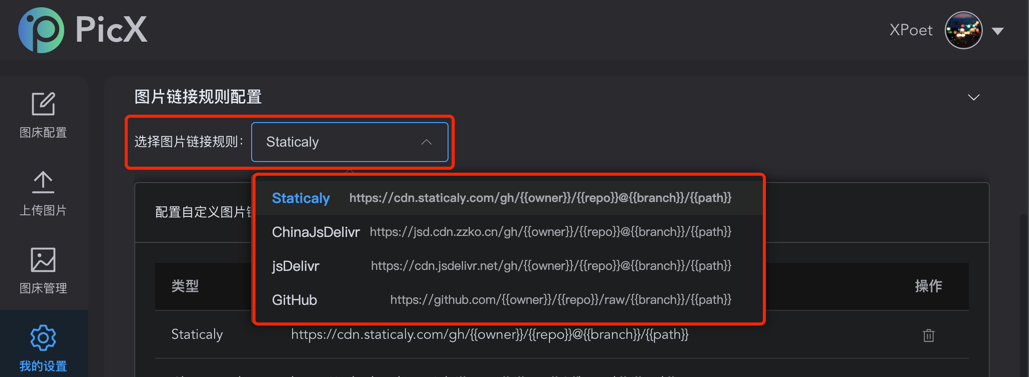 PicX
XPoet
图床配置
上传图片
图床管理
我的设置
图片链接规则配置
选择图片链接规则： Staticaly
Staticaly https://cdn.staticaly.com/gh/{{owner}}/{{repo}}@{{branch}}/{{path}}
ChinaJsDelivr https://jsd.cdn.zzko.cn/gh/{{owner}}/{{repo}}@{{branch}}/{{path}}
jsDelivr https://cdn.jsdelivr.net/gh/{{owner}}/{{repo}}@{{branch}}/{{path}}
GitHub https://github.com/{{owner}}/{{repo}}/raw/{{branch}}/{{path}}
配置自定义图片
类型 操作
Staticaly https://cdn.staticaly.com/gh/{{owner}}/{{repo}}@{{branch}}/{{path}}